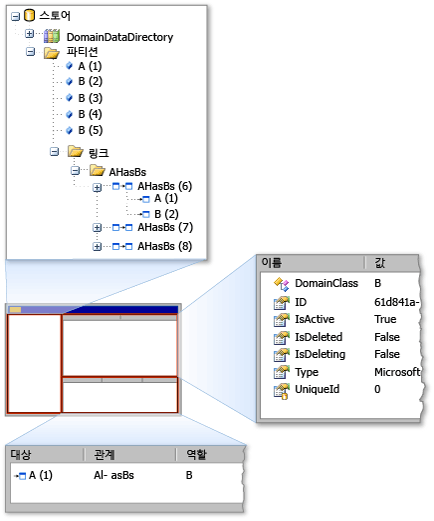 스토어
DomainDataDirectory
파티션
A (1)
B (2)
B (3)
B (4)
B (5)
링크
AHasBs
AHasBs (6)
A (1)
B (2)
AHasBs (7)
AHasBs (8)
이름 값
DomainClass B
ID 61d841a-
IsActive True
IsDeleted False
IsDeleting False
Type Microsoft
UniqueId 0
대상 관계 역할
A (1) Al- asBs B